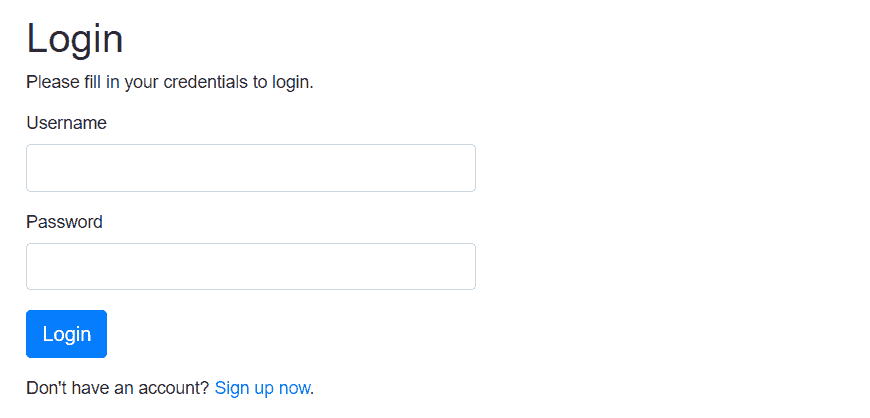 Login
Please fill in your credentials to login.
Username
Password
Login
Don't have an account? Sign up now.